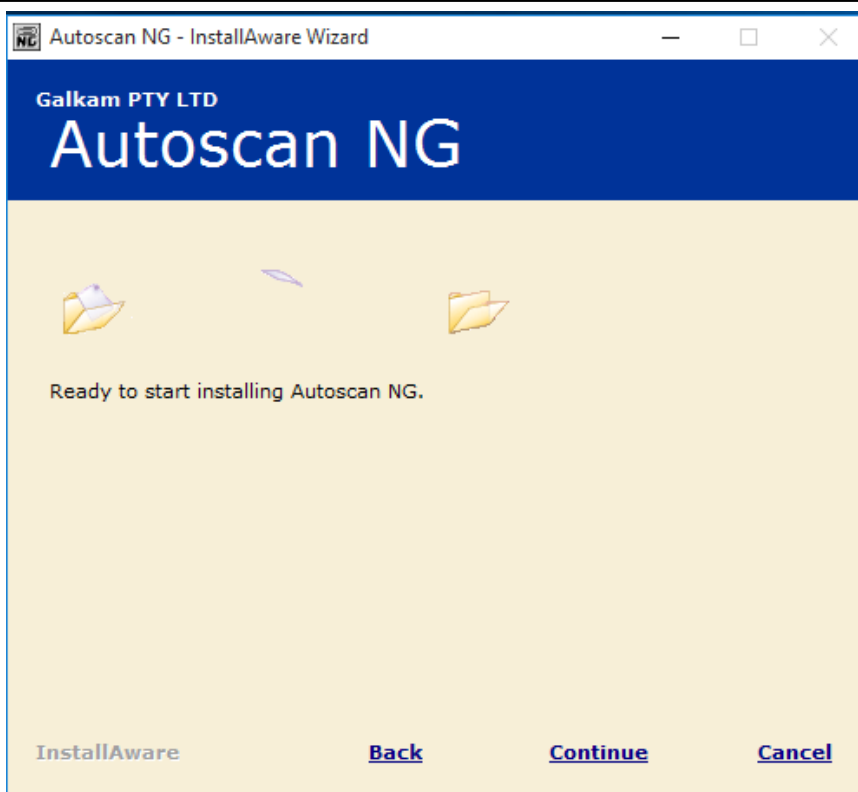 Autoscan NG - InstallAware Wizard
Galkam PTY LTD
Autoscan NG
Ready to start installing Autoscan NG.
InstallAware Back Continue Cancel